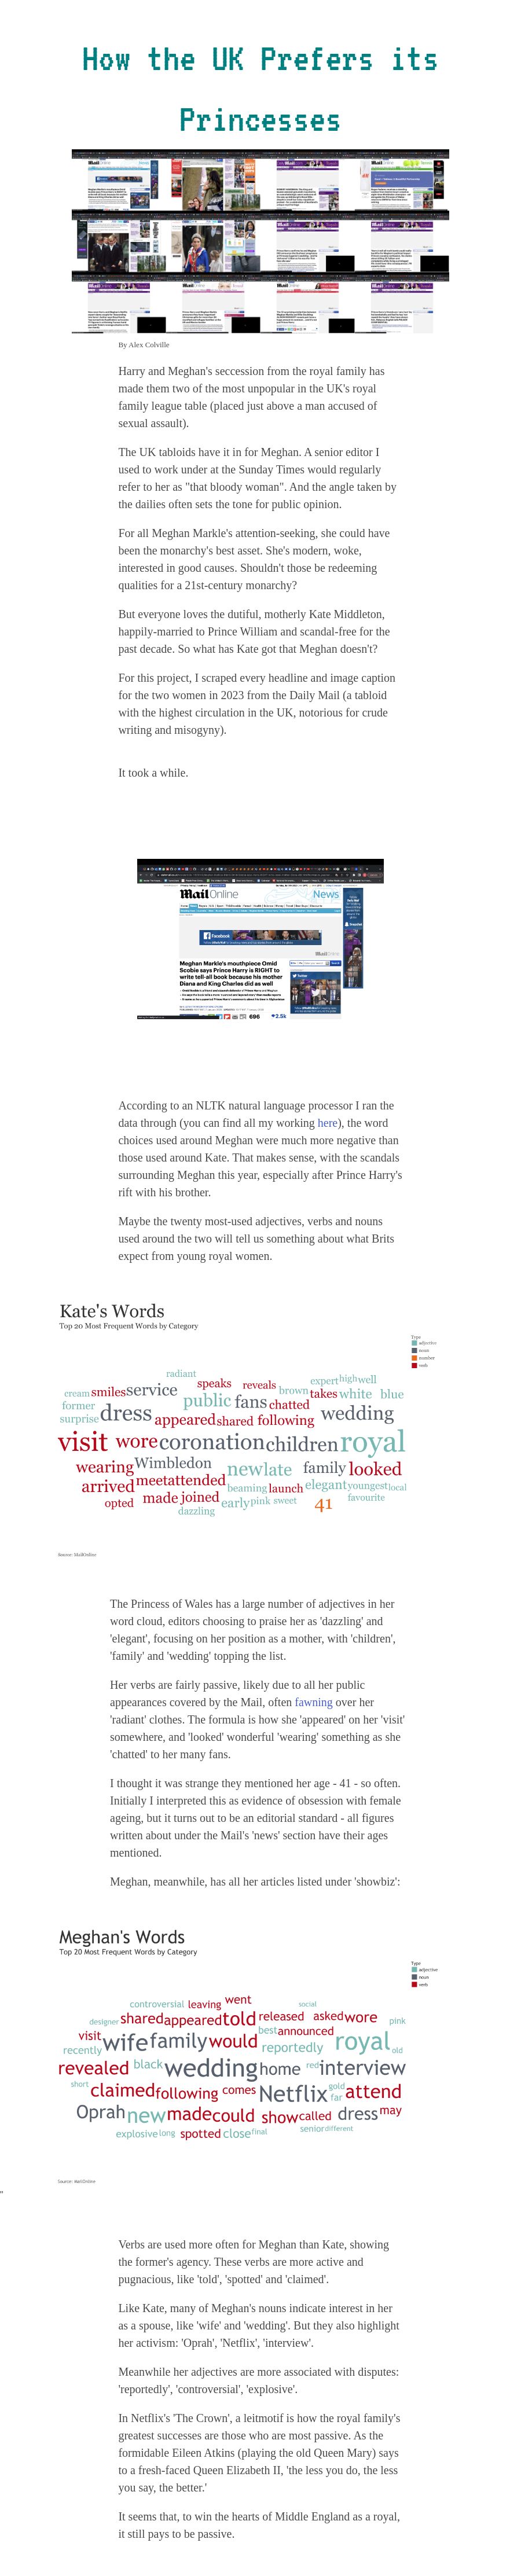 How the UK Prefers its
Princesses
By Alex Colville
Harry and Meghan's seccession from the royal family has
made them two of the most unpopular in the UK's royal
family league table (placed just above a man accused of
sexual assault).
The UK tabloids have it in for Meghan. A senior editor I
used to work under at the Sunday Times would regularly
refer to her as "that bloody woman". And the angle taken by
the dailies often sets the tone for public opinion.
For all Meghan Markle's attention-seeking, she could have
been the monarchy's best asset. She's modern, woke,
interested in good causes. Shouldn't those be redeeming
qualities for a 21st-century monarchy?
But everyone loves the dutiful, motherly Kate Middleton,
happily-married to Prince William and scandal-free for the
past decade. So what has Kate got that Meghan doesn't?
For this project, I scraped every headline and image caption
for the two women in 2023 from the Daily Mail (a tabloid
with the highest circulation in the UK, notorious for crude
writing and misogyny).
It took a while.
Mail Online
News
Facebook
Meghan Markle's mouthpiece Omid
Scobie says Prince Harry is RIGHT to
write tell-all book because his mother
Diana and King Charles did as well
696
2.5k
According to an NLTK natural language processor I ran the
data through (you can find all my working here), the word
choices used around Meghan were much more negative than
those used around Kate. That makes sense, with the scandals
surrounding Meghan this year, especially after Prince Harry's
rift with his brother.
Maybe the twenty most-used adjectives, verbs and nouns
used around the two will tell us something about what Brits
expect from young royal women.
Kate's Words
Top 20 Most Frequent Words by Category
Type
adjective
noun
number
verb
radiant
speaks reveals expert high well
cream smiles service brown takes white blue
former public fans chatted
surprise dress appeared shared following wedding
visit wore coronation children royal
wearing Wimbledon new late family looked
arrived meet attended beaming launch elegant youngest local
opted made joined early pink sweet 41 favourite
dazzling
Source: MailOnline
The Princess of Wales has a large number of adjectives in her
word cloud, editors choosing to praise her as 'dazzling' and
'elegant', focusing on her position as a mother, with 'children',
'family' and 'wedding' topping the list.
Her verbs are fairly passive, likely due to all her public
appearances covered by the Mail, often fawning over her
'radiant' clothes. The formula is how she 'appeared' on her 'visit'
somewhere, and 'looked' wonderful 'wearing' something as she
'chatted' to her many fans.
I thought it was strange they mentioned her age - 41 - so often.
Initially I interpreted this as evidence of obsession with female
ageing, but it turns out to be an editorial standard - all figures
written about under the Mail's 'news' section have their ages
mentioned.
Meghan, meanwhile, has all her articles listed under 'showbiz':
Meghan's Words
Top 20 Most Frequent Words by Category
Type
adjective
noun
verb
controversial leaving went social
designer shared appeared told released asked wore pink
visit wife family would best announced royal
recently reportedly old
revealed black wedding home red interview
short claimed following comes Netflix gold attend
far
Oprah new made could show called dress may
explosive long spotted close final senior different
Source: MailOnline
"
Verbs are used more often for Meghan than Kate, showing
the former's agency. These verbs are more active and
pugnacious, like 'told', 'spotted' and 'claimed'.
Like Kate, many of Meghan's nouns indicate interest in her
as a spouse, like 'wife' and 'wedding'. But they also highlight
her activism: 'Oprah', 'Netflix', 'interview'.
Meanwhile her adjectives are more associated with disputes:
'reportedly', 'controversial', 'explosive'.
In Netflix's 'The Crown', a leitmotif is how the royal family's
greatest successes are those who are most passive. As the
formidable Eileen Atkins (playing the old Queen Mary) says
to a fresh-faced Queen Elizabeth II, 'the less you do, the less
you say, the better.'
It seems that, to win the hearts of Middle England as a royal,
it still pays to be passive.